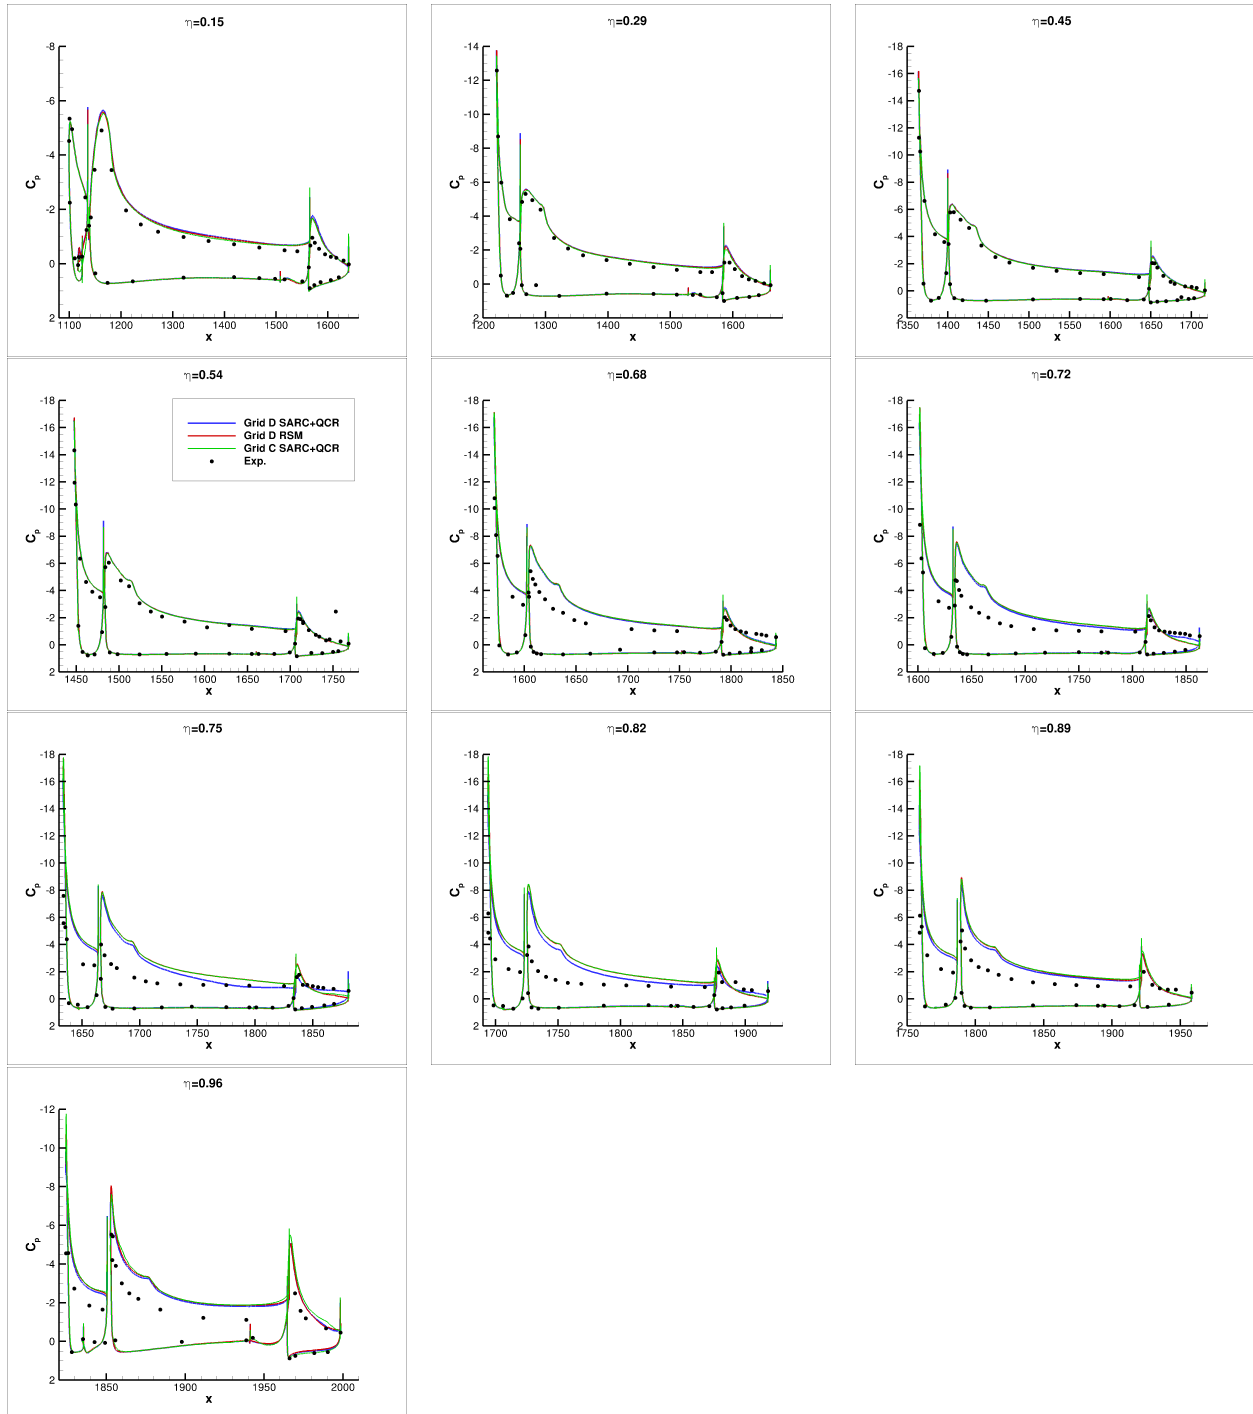 η=0.15
-8
-6
-4
-2
0
2
Cp
1100 1200 1300 1400 1500 1600
x
η=0.29
-14
-12
-10
-8
-6
-4
-2
0
2
Cp
1200 1300 1400 1500 1600
x
η=0.45
-18
-16
-14
-12
-10
-8
-6
-4
-2
0
2
Cp
1350 1400 1450 1500 1550 1600 1650 1700
x
η=0.54
-18
-16
-14
-12
-10
-8
-6
-4
-2
0
2
Cp
Grid D SARC+QCR
Grid D RSM
Grid C SARC+QCR
Exp.
1450 1500 1550 1600 1650 1700 1750
x
η=0.68
-18
-16
-14
-12
-10
-8
-6
-4
-2
0
2
Cp
1600 1650 1700 1750 1800 1850
x
η=0.72
-18
-16
-14
-12
-10
-8
-6
-4
-2
0
2
Cp
1600 1650 1700 1750 1800 1850
x
η=0.75
-18
-16
-14
-12
-10
-8
-6
-4
-2
0
2
Cp
1650 1700 1750 1800 1850
x
η=0.82
-18
-16
-14
-12
-10
-8
-6
-4
-2
0
2
Cp
1700 1750 1800 1850 1900
x
η=0.89
-18
-16
-14
-12
-10
-8
-6
-4
-2
0
2
Cp
1750 1800 1850 1900 1950
x
η=0.96
-12
-10
-8
-6
-4
-2
0
2
Cp
1850 1900 1950 2000
x